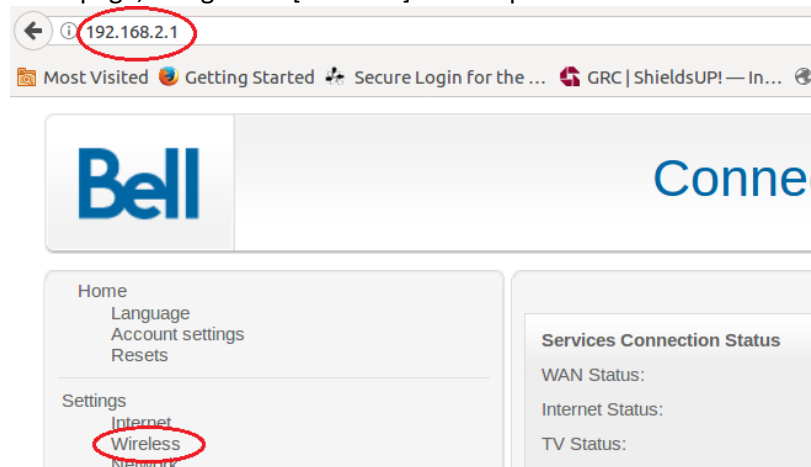 192.168.2.1
Most Visited Getting Started Secure Login for the ... GRC | ShieldsUP! — In...
Bell
Conne
Home
Language
Account settings
Resets
Settings
Internet
Wireless
Network
Services Connection Status
WAN Status:
Internet Status:
TV Status: